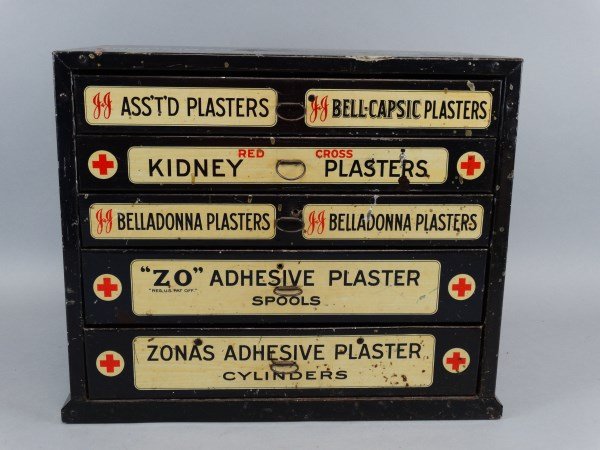 J&J ASS'T'D PLASTERS
J&J BELL-CAPSIC PLASTERS
RED CROSS
KIDNEY PLASTERS
J&J BELLADONNA PLASTERS
J&J BELLADONNA PLASTERS
"ZO" ADHESIVE PLASTER
"REG. U.S. PAT. OFF."
SPOOLS
ZONAS ADHESIVE PLASTER
CYLINDERS